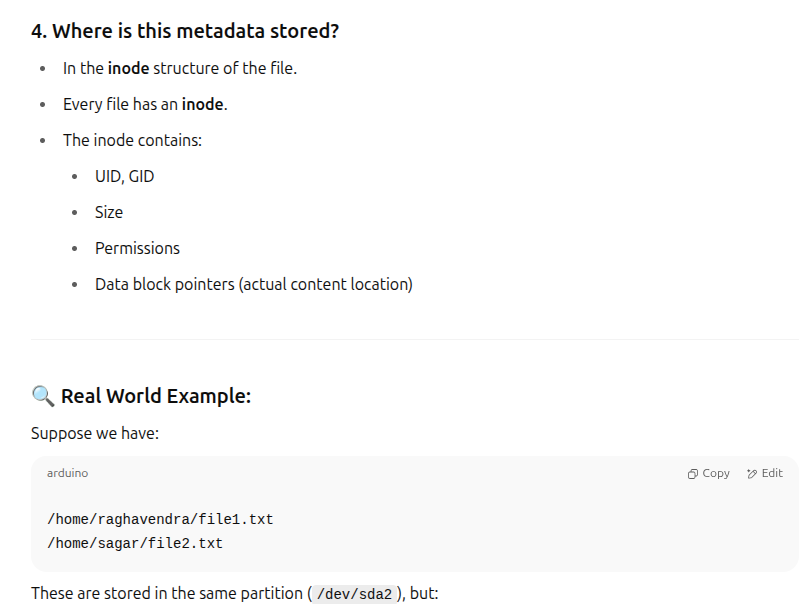 4. Where is this metadata stored?
• In the inode structure of the file.
• Every file has an inode.
• The inode contains:
• UID, GID
• Size
• Permissions
• Data block pointers (actual content location)
🔍 Real World Example:
Suppose we have:
arduino Copy Edit
/home/raghavendra/file1.txt
/home/sagar/file2.txt
These are stored in the same partition ( /dev/sda2 ), but: